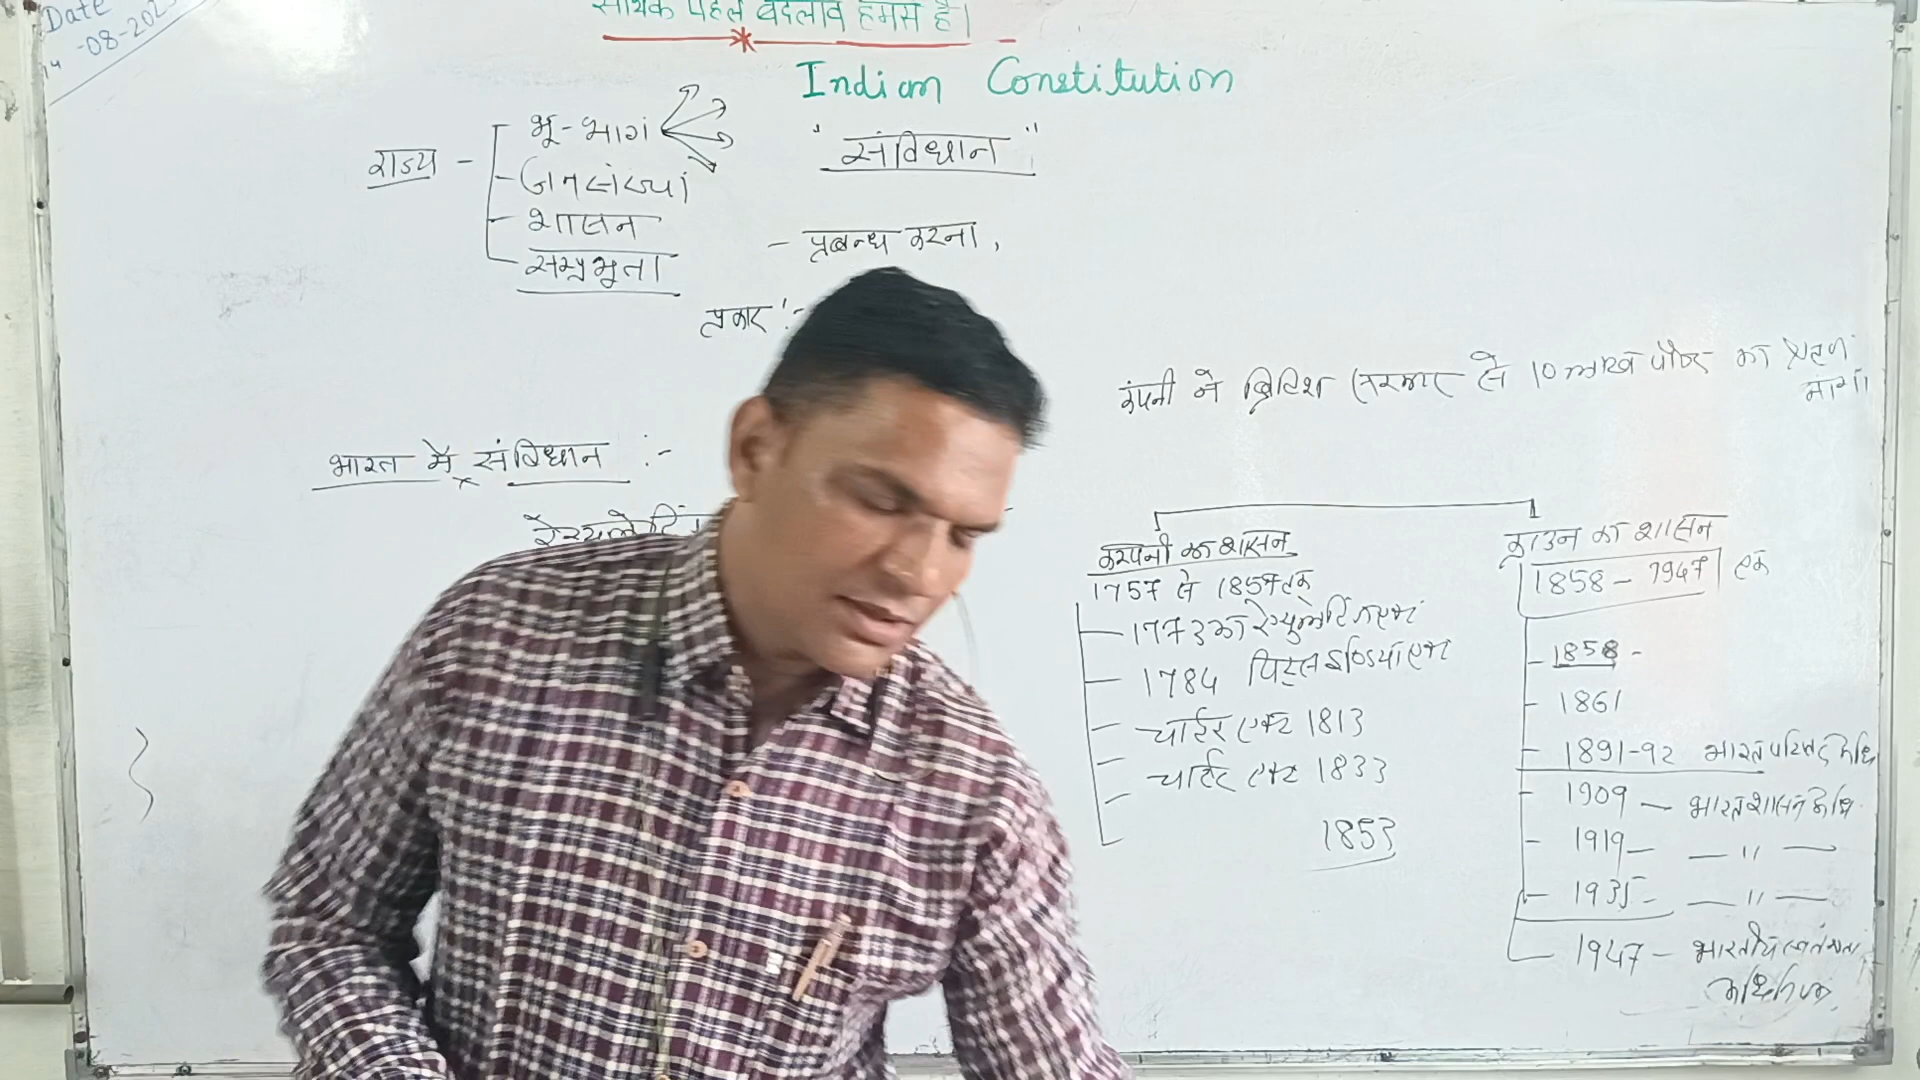 Date
-08-202
सार्थक पहल बदलाव हमसे है।
Indian Constitution
"संविधान"
राज्य -
भू-भाग
जनसंख्या
शासन
सम्प्रभुता
- प्रबन्ध करना,
प्रकार :-
कंपनी ने ब्रिटिश सरकार से 10 लाख पौण्ड का ऋण मांगा
भारत में संविधान :-
कम्पनी का शासन
1757 से 1857 तक
1773 का रेग्युलेटिंग एक्ट
1784 पिट्स इण्डिया एक्ट
चार्टर एक्ट 1813
चार्टर एक्ट 1833
1853
क्राउन का शासन
1858 - 1947 तक
1858 -
1861
1891-92 भारत परिषद अधि
1909 - भारत शासन अधि.
1919 - — " —
1935 - — " —
1947 - भारतीय स्वतंत्रता
अधिनियम